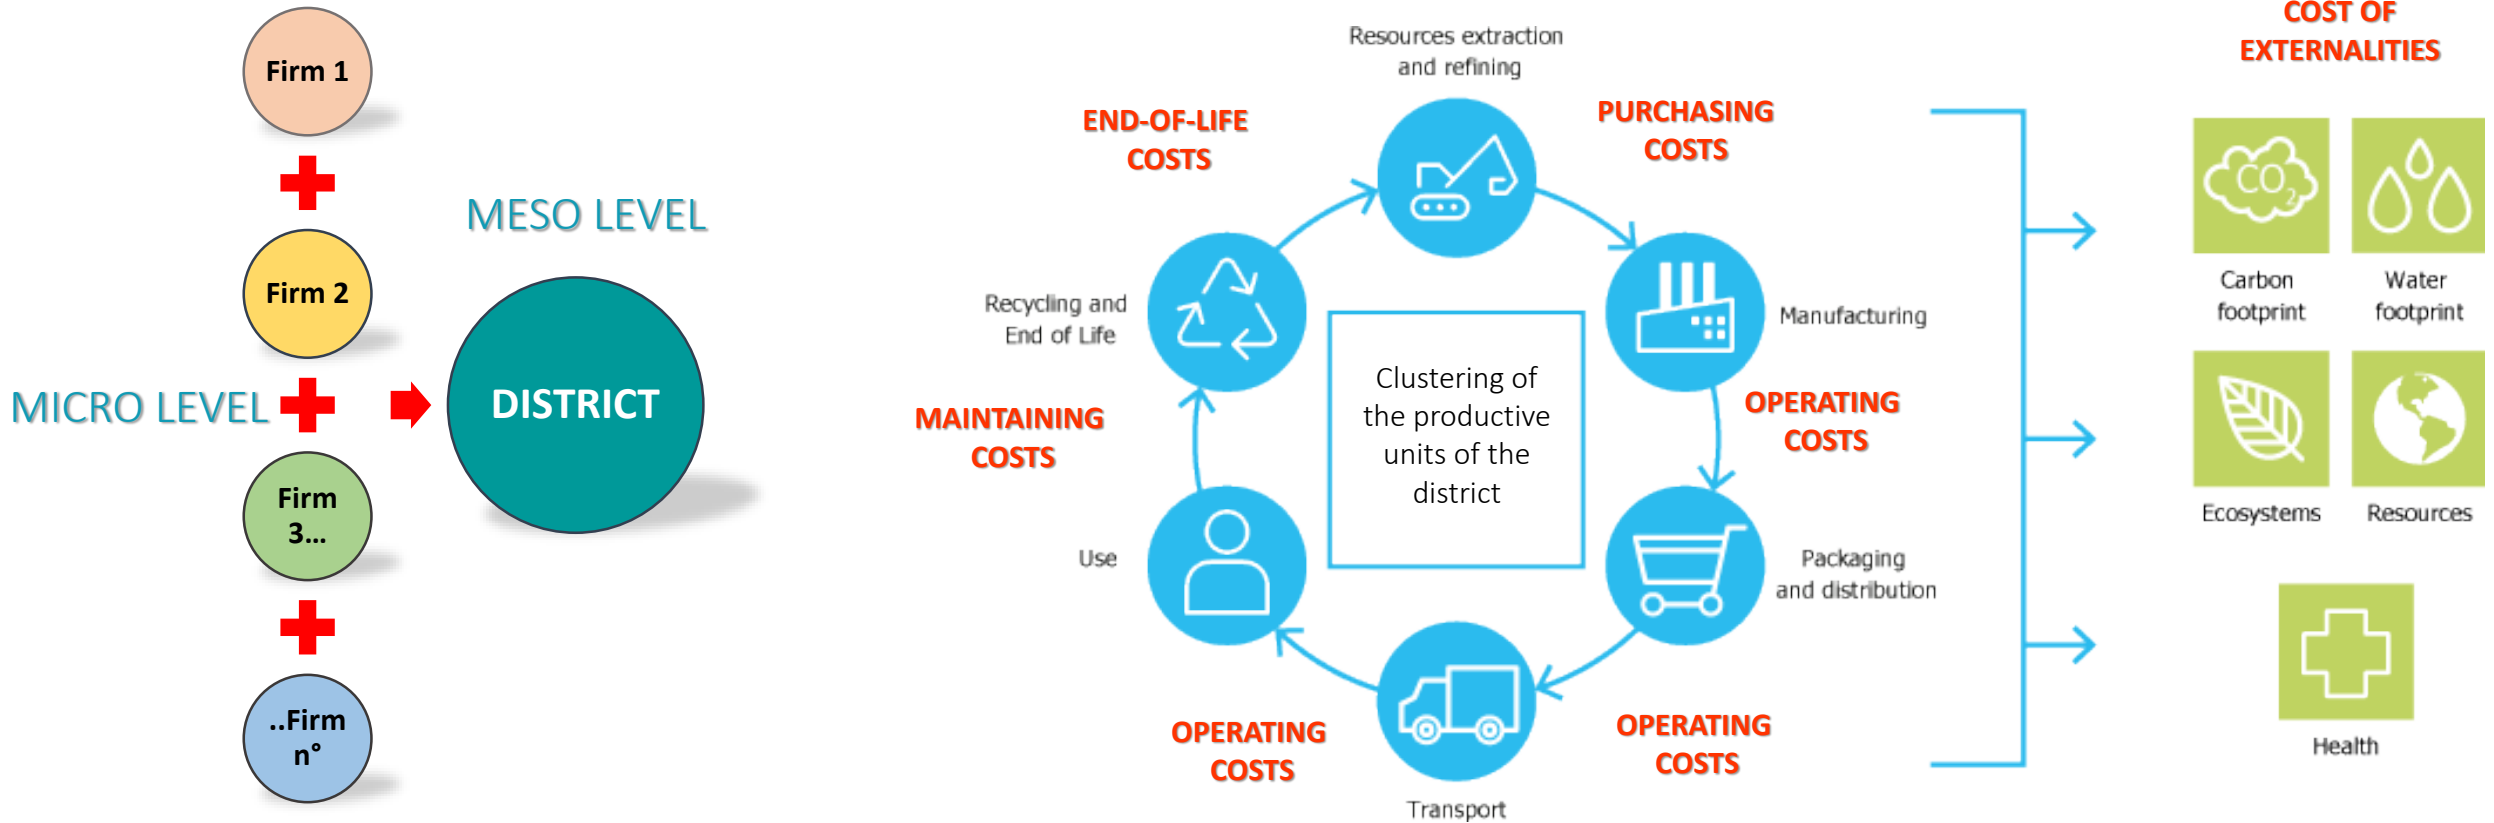 Firm 1
Firm 2
MICRO LEVEL
Firm
3...
..Firm
n°
MESO LEVEL
DISTRICT
Resources extraction
and refining
END-OF-LIFE
COSTS
PURCHASING
COSTS
Recycling and
End of Life
Manufacturing
Clustering of
the productive
units of the
district
MAINTAINING
COSTS
OPERATING
COSTS
Use
Packaging
and distribution
OPERATING
COSTS
OPERATING
COSTS
Transport
COST OF
EXTERNALITIES
CO2
Carbon
footprint
Water
footprint
Ecosystems
Resources
Health